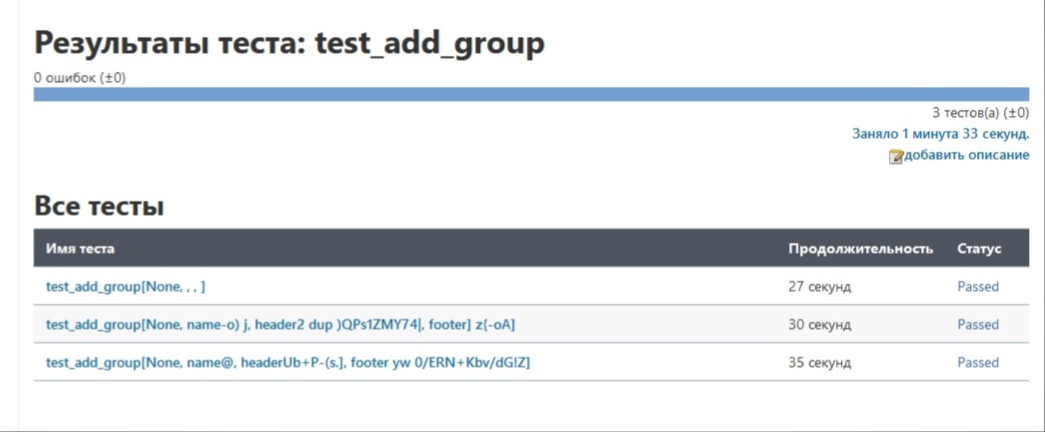 Результаты теста: test_add_group
0 ошибок (±0)
3 тестов(а) (±0)
Заняло 1 минута 33 секунд.
добавить описание
Все тесты
Имя теста Продолжительность Статус
test_add_group[None, , , ] 27 секунд Passed
test_add_group[None, name-o) j, header2 dup )QPs1ZMY74|, footer] z{-oA] 30 секунд Passed
test_add_group[None, name@, headerUb+P-(s.], footer yw 0/ERN+Kbv/dG!Z] 35 секунд Passed